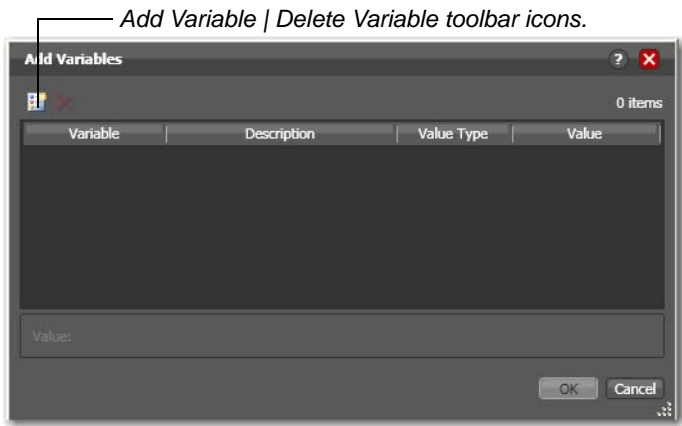 Add Variable | Delete Variable toolbar icons.
Add Variables
?
0 items
Variable Description Value Type Value
Value:
OK Cancel